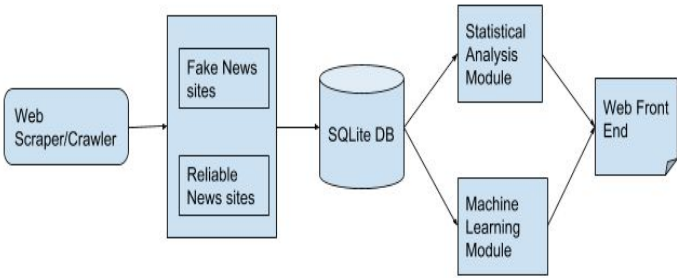 Web
Scraper/Crawler
Fake News
sites
Reliable
News sites
SQLite DB
Statistical
Analysis
Module
Machine
Learning
Module
Web Front
End